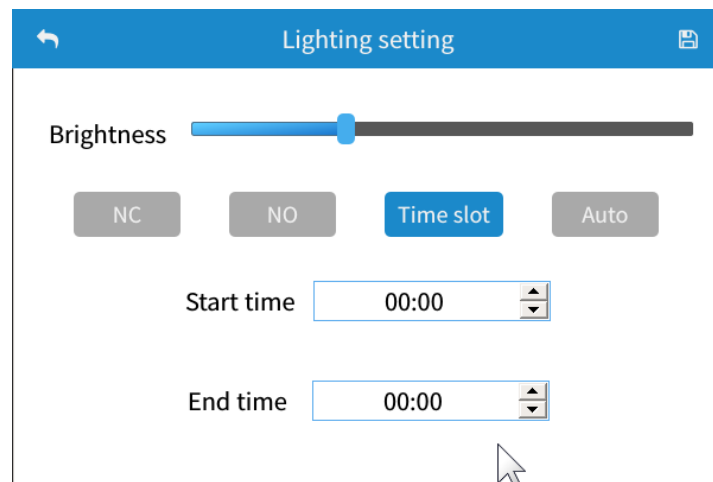 Lighting setting
Brightness
NC NO Time slot Auto
Start time 00:00
End time 00:00